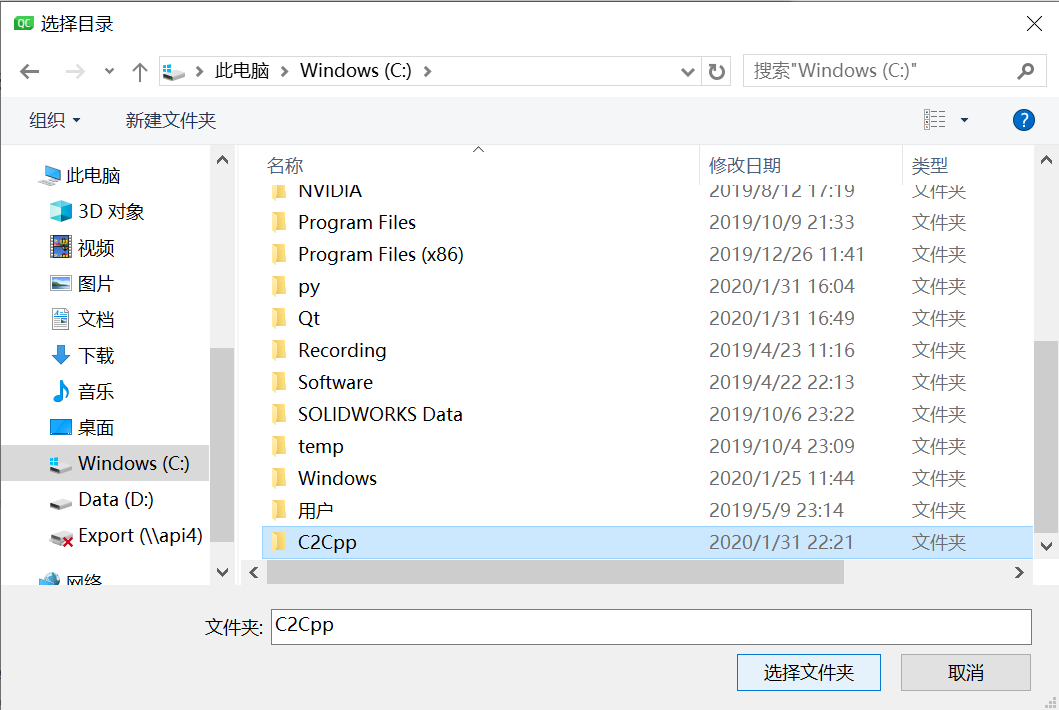 QC 选择目录
此电脑 Windows (C:)
搜索"Windows (C:)"
组织 新建文件夹 ?
此电脑
3D 对象
视频
图片
文档
下载
音乐
桌面
Windows (C:)
Data (D:)
Export (\\api4)
网络
名称 修改日期 类型
NVIDIA 2019/8/12 17:19 文件夹
Program Files 2019/10/9 21:33 文件夹
Program Files (x86) 2019/12/26 11:41 文件夹
py 2020/1/31 16:04 文件夹
Qt 2020/1/31 16:49 文件夹
Recording 2019/4/23 11:16 文件夹
Software 2019/4/22 22:13 文件夹
SOLIDWORKS Data 2019/10/6 23:22 文件夹
temp 2019/10/4 23:09 文件夹
Windows 2020/1/25 11:44 文件夹
用户 2019/5/9 23:14 文件夹
C2Cpp 2020/1/31 22:21 文件夹
文件夹: C2Cpp
选择文件夹 取消